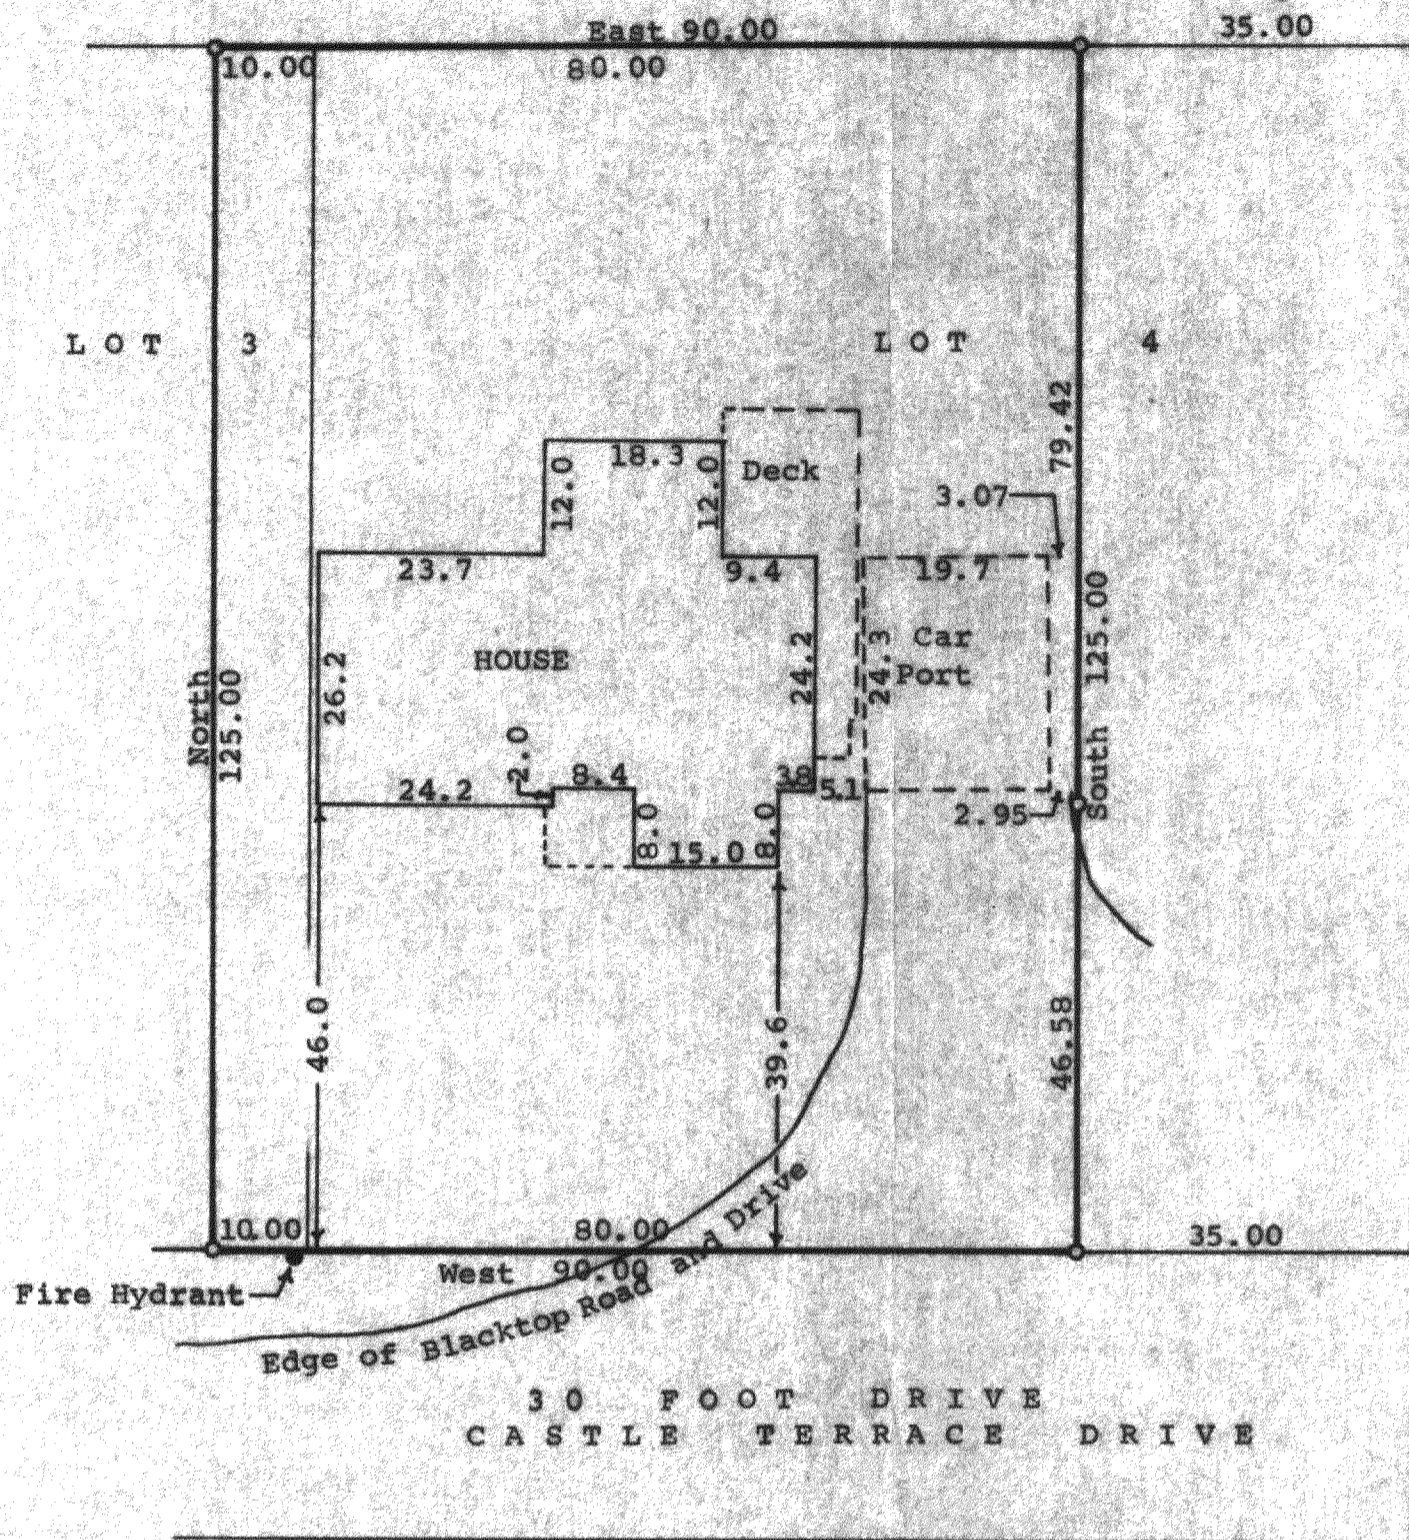 East 90.00
35.00
10.00
80.00
LOT 3
LOT 4
79.42
18.3
12.0
12.0
Deck
3.07
23.7
9.4
19.7
HOUSE
26.2
24.2
24.3
Car
Port
North
125.00
South 125.00
2.0
8.4
38
5.1
24.2
8.0
15.0
8.0
2.95
46.0
39.6
46.58
10.00
80.00
35.00
West 90.00
Fire Hydrant
Edge of Blacktop Road and Drive
30 FOOT DRIVE
CASTLE TERRACE DRIVE